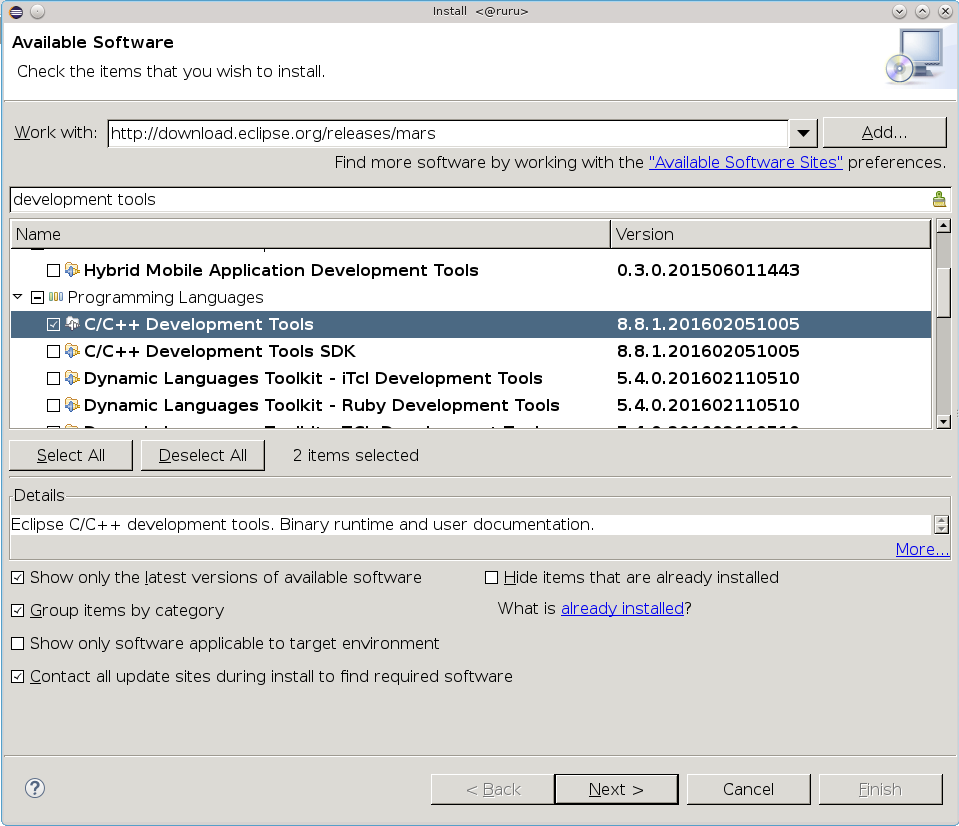 Install <@ruru>
Available Software
Check the items that you wish to install.
Work with: http://download.eclipse.org/releases/mars Add...
Find more software by working with the "Available Software Sites" preferences.
development tools
Name Version
Hybrid Mobile Application Development Tools 0.3.0.201506011443
Programming Languages
C/C++ Development Tools 8.8.1.201602051005
C/C++ Development Tools SDK 8.8.1.201602051005
Dynamic Languages Toolkit - iTcl Development Tools 5.4.0.201602110510
Dynamic Languages Toolkit - Ruby Development Tools 5.4.0.201602110510
Select All Deselect All 2 items selected
Details
Eclipse C/C++ development tools. Binary runtime and user documentation.
More...
Show only the latest versions of available software Hide items that are already installed
Group items by category What is already installed?
Show only software applicable to target environment
Contact all update sites during install to find required software
? < Back Next > Cancel Finish